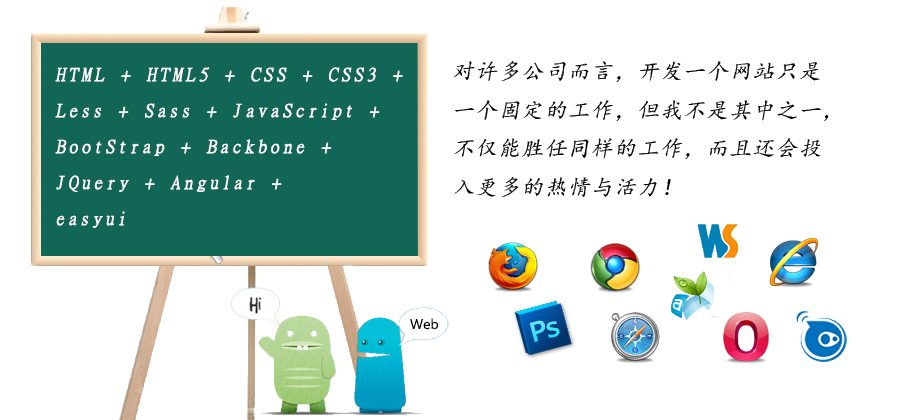 HTML + HTML5 + CSS + CSS3 +
Less + Sass + JavaScript +
BootStrap + Backbone +
JQuery + Angular +
easyui
对许多公司而言，开发一个网站只是
一个固定的工作，但我不是其中之一，
不仅能胜任同样的工作，而且还会投
入更多的热情与活力！
WS
a
Ps
Hi
Web